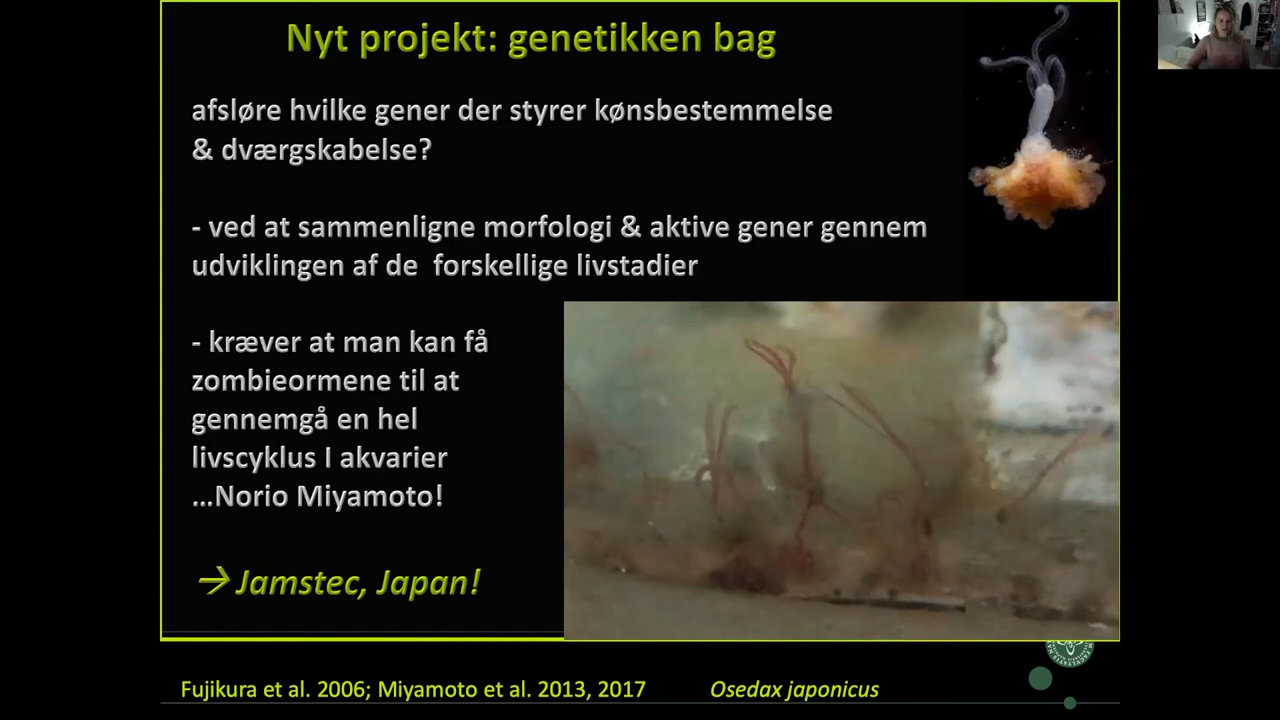 Nyt projekt: genetikken bag
afsløre hvilke gener der styrer kønsbestemmelse
& dværgskabelse?
- ved at sammenligne morfologi & aktive gener gennem
udviklingen af de  forskellige livstadier
- kræver at man kan få
zombieormene til at
gennemgå en hel
livscyklus I akvarier
...Norio Miyamoto!
→ Jamstec, Japan!
Fujikura et al. 2006; Miyamoto et al. 2013, 2017
Osedax japonicus